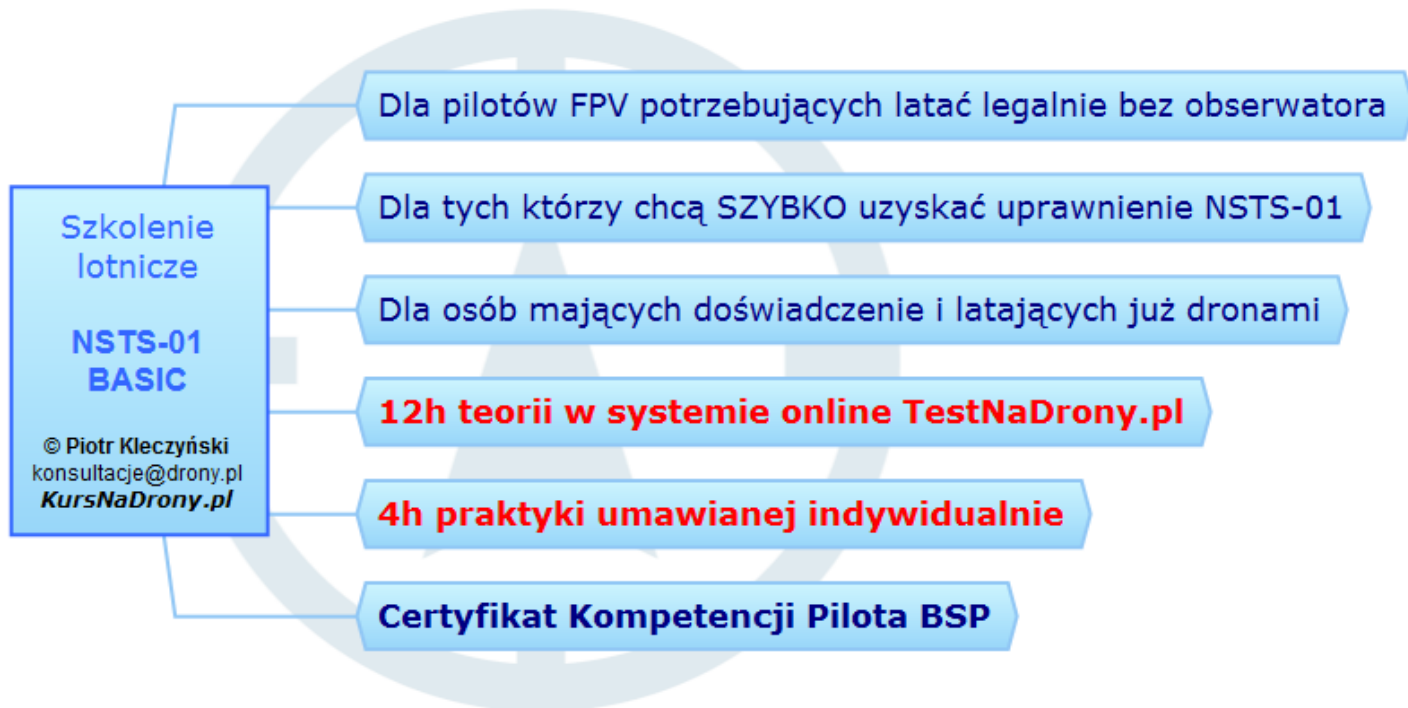 Szkolenie
lotnicze
NSTS-01
BASIC
© Piotr Kleczyński
konsultacje@drony.pl
KursNaDrony.pl
Dla pilotów FPV potrzebujących latać legalnie bez obserwatora
Dla tych którzy chcą SZYBKO uzyskać uprawnienie NSTS-01
Dla osób mających doświadczenie i latających już dronami
12h teorii w systemie online TestNaDrony.pl
4h praktyki umawianej indywidualnie
Certyfikat Kompetencji Pilota BSP